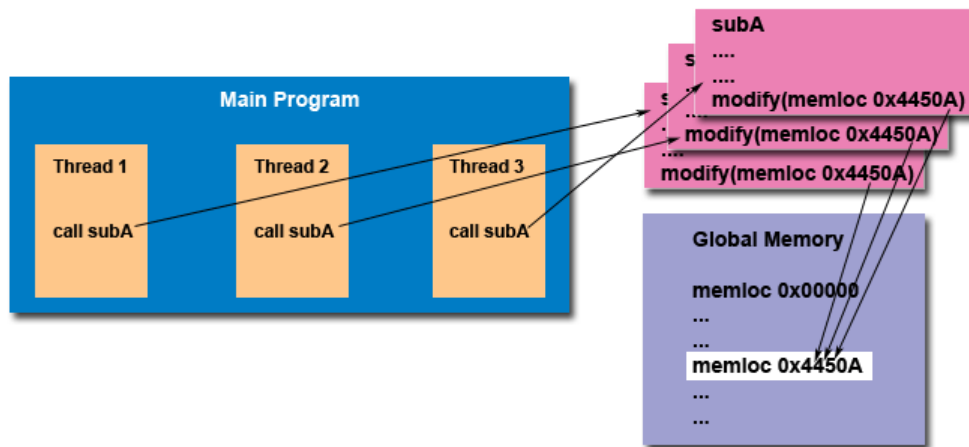 Main Program
Thread 1
call subA
Thread 2
call subA
Thread 3
call subA
subA
....
....
modify(memloc 0x4450A)
s
..
....
modify(memloc 0x4450A)
s
.
....
modify(memloc 0x4450A)
Global Memory
memloc 0x00000
...
...
memloc 0x4450A
...
...